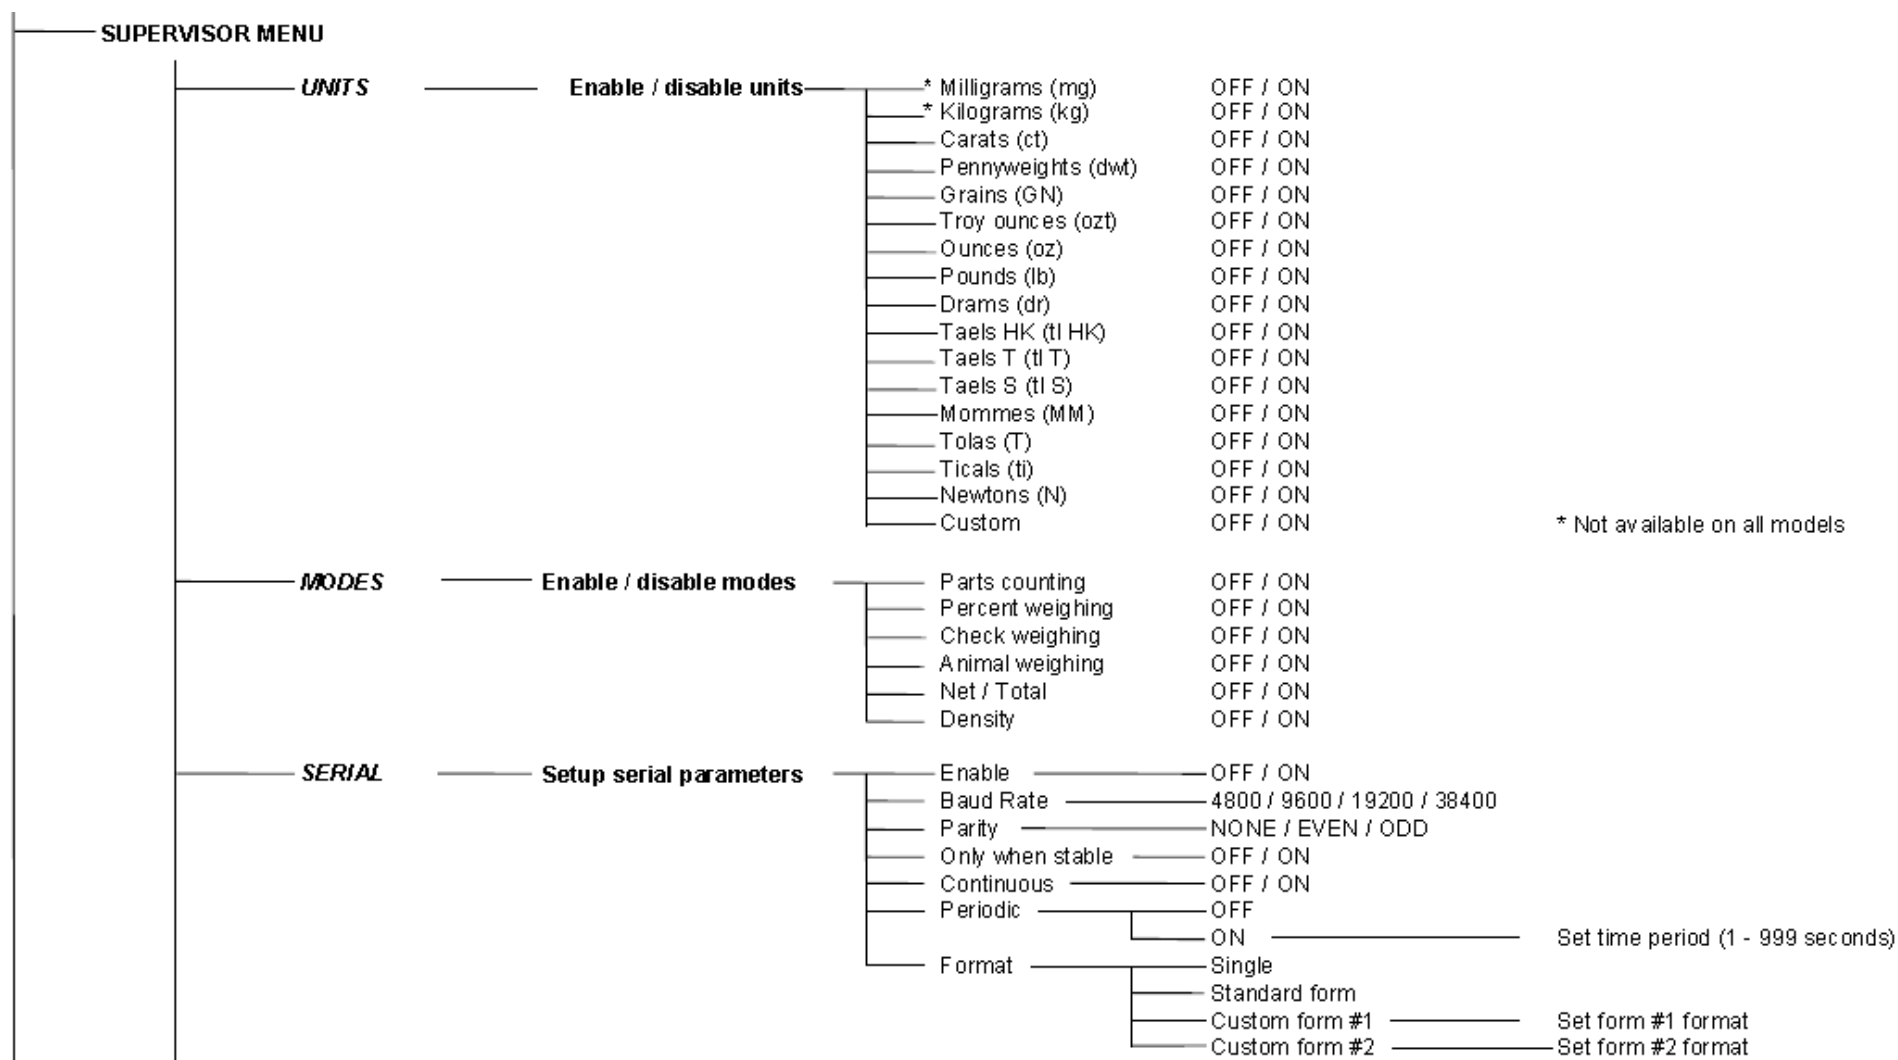 SUPERVISOR MENU
UNITS Enable / disable units * Milligrams (mg) OFF / ON
* Kilograms (kg) OFF / ON
Carats (ct) OFF / ON
Pennyweights (dwt) OFF / ON
Grains (GN) OFF / ON
Troy ounces (ozt) OFF / ON
Ounces (oz) OFF / ON
Pounds (lb) OFF / ON
Drams (dr) OFF / ON
Taels HK (tl HK) OFF / ON
Taels T (tl T) OFF / ON
Taels S (tl S) OFF / ON
Mommes (MM) OFF / ON
Tolas (T) OFF / ON
Ticals (ti) OFF / ON
Newtons (N) OFF / ON
Custom OFF / ON * Not available on all models
MODES Enable / disable modes Parts counting OFF / ON
Percent weighing OFF / ON
Check weighing OFF / ON
Animal weighing OFF / ON
Net / Total OFF / ON
Density OFF / ON
SERIAL Setup serial parameters Enable OFF / ON
Baud Rate 4800 / 9600 / 19200 / 38400
Parity NONE / EVEN / ODD
Only when stable OFF / ON
Continuous OFF / ON
Periodic OFF
ON Set time period (1 - 999 seconds)
Format Single
Standard form
Custom form #1 Set form #1 format
Custom form #2 Set form #2 format